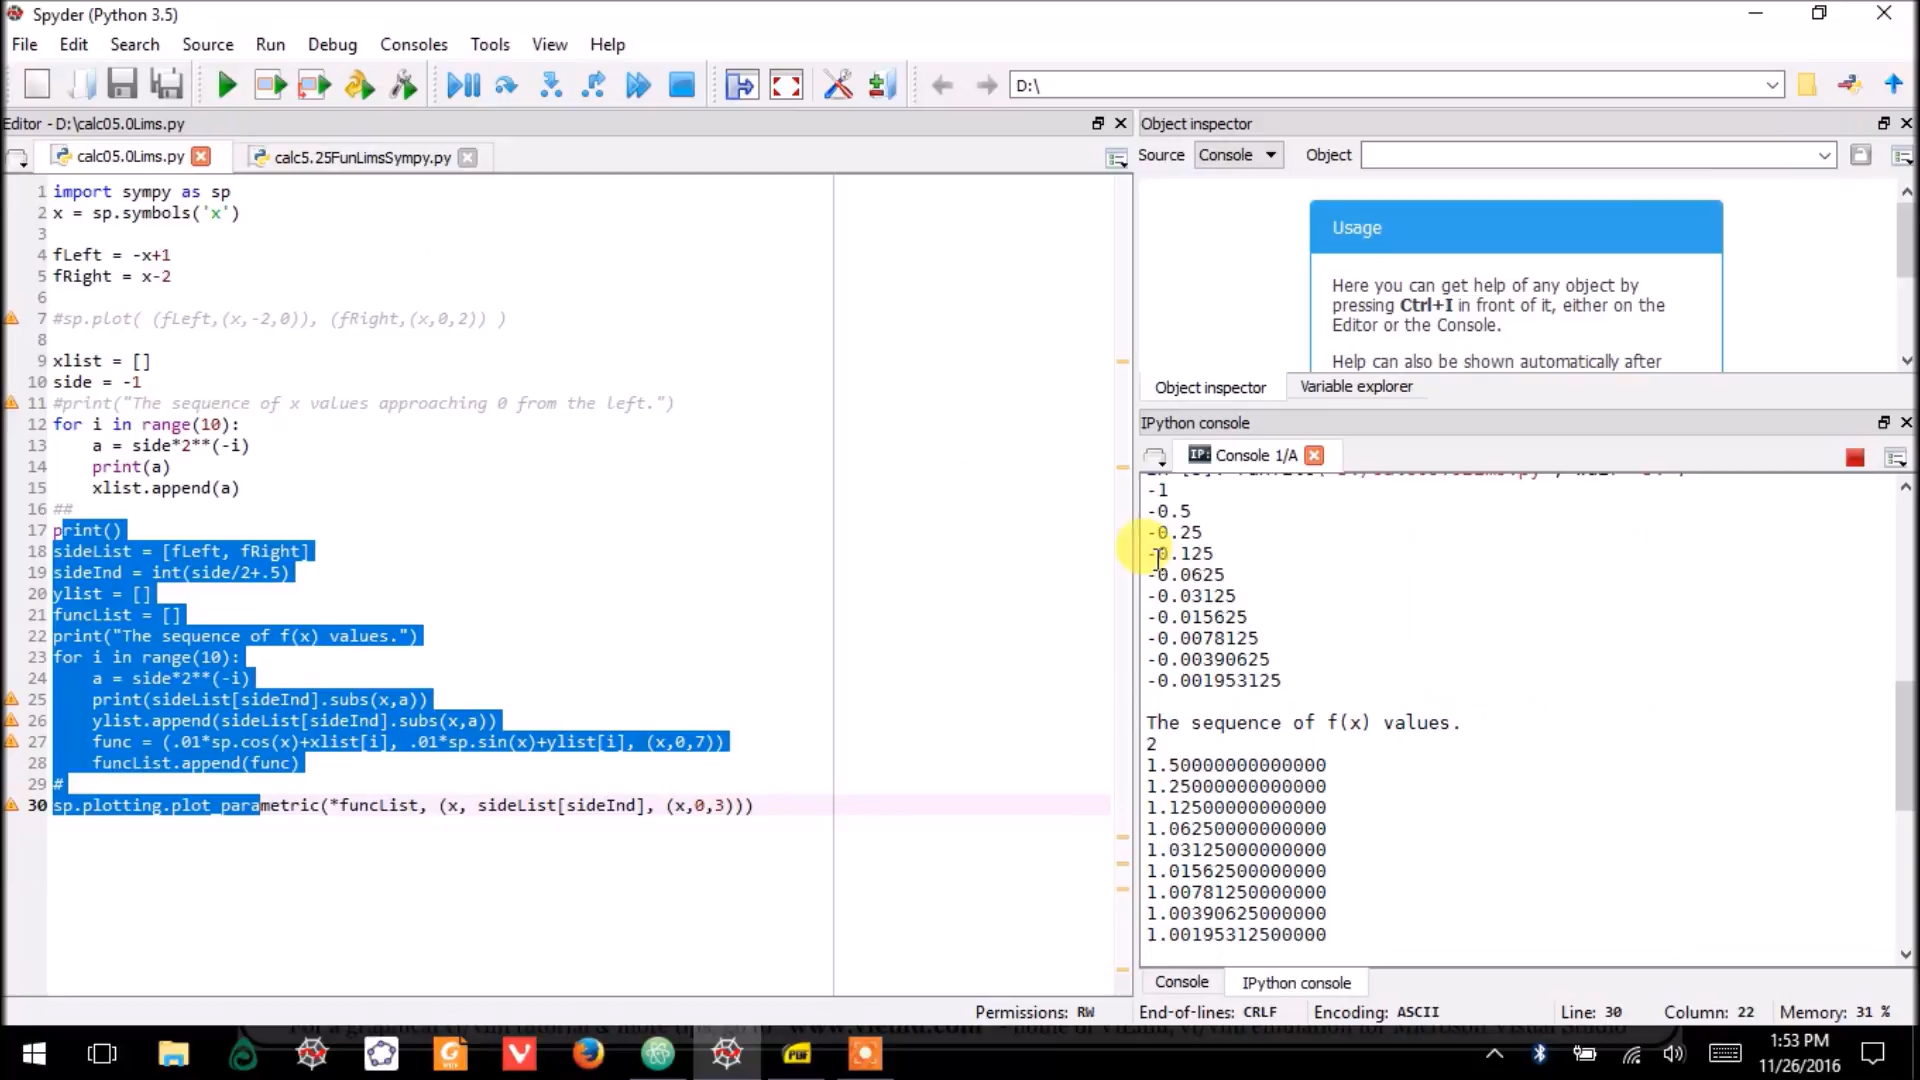 Spyder (Python 3.5)
File Edit Search Source Run Debug Consoles Tools View Help
D:\
Editor - D:\calc05.0Lims.py
calc05.0Lims.py
calc5.25FunLimsSympy.py
1 import sympy as sp
2 x = sp.symbols('x')
3
4 fLeft = -x+1
5 fRight = x-2
6
7 #sp.plot( (fLeft,(x,-2,0)), (fRight,(x,0,2)) )
8
9 xlist = []
10 side = -1
11 #print("The sequence of x values approaching 0 from the left.")
12 for i in range(10):
13 a = side*2**(-i)
14 print(a)
15 xlist.append(a)
16 ##
17 print()
18 sideList = [fLeft, fRight]
19 sideInd = int(side/2+.5)
20 ylist = []
21 funcList = []
22 print("The sequence of f(x) values.")
23 for i in range(10):
24 a = side*2**(-i)
25 print(sideList[sideInd].subs(x,a))
26 ylist.append(sideList[sideInd].subs(x,a))
27 func = (.01*sp.cos(x)+xlist[i], .01*sp.sin(x)+ylist[i], (x,0,7))
28 funcList.append(func)
29 #
30 sp.plotting.plot_parametric(*funcList, (x, sideList[sideInd], (x,0,3)))
Object inspector
Source Console Object
Usage
Here you can get help of any object by
pressing Ctrl+I in front of it, either on the
Editor or the Console.
Help can also be shown automatically after
Object inspector Variable explorer
IPython console
IP: Console 1/A
-1
-0.5
-0.25
-0.125
-0.0625
-0.03125
-0.015625
-0.0078125
-0.00390625
-0.001953125
The sequence of f(x) values.
2
1.50000000000000
1.25000000000000
1.12500000000000
1.06250000000000
1.03125000000000
1.01562500000000
1.00781250000000
1.00390625000000
1.00195312500000
Console IPython console
Permissions: RW End-of-lines: CRLF Encoding: ASCII Line: 30 Column: 22 Memory: 31 %
1:53 PM
11/26/2016